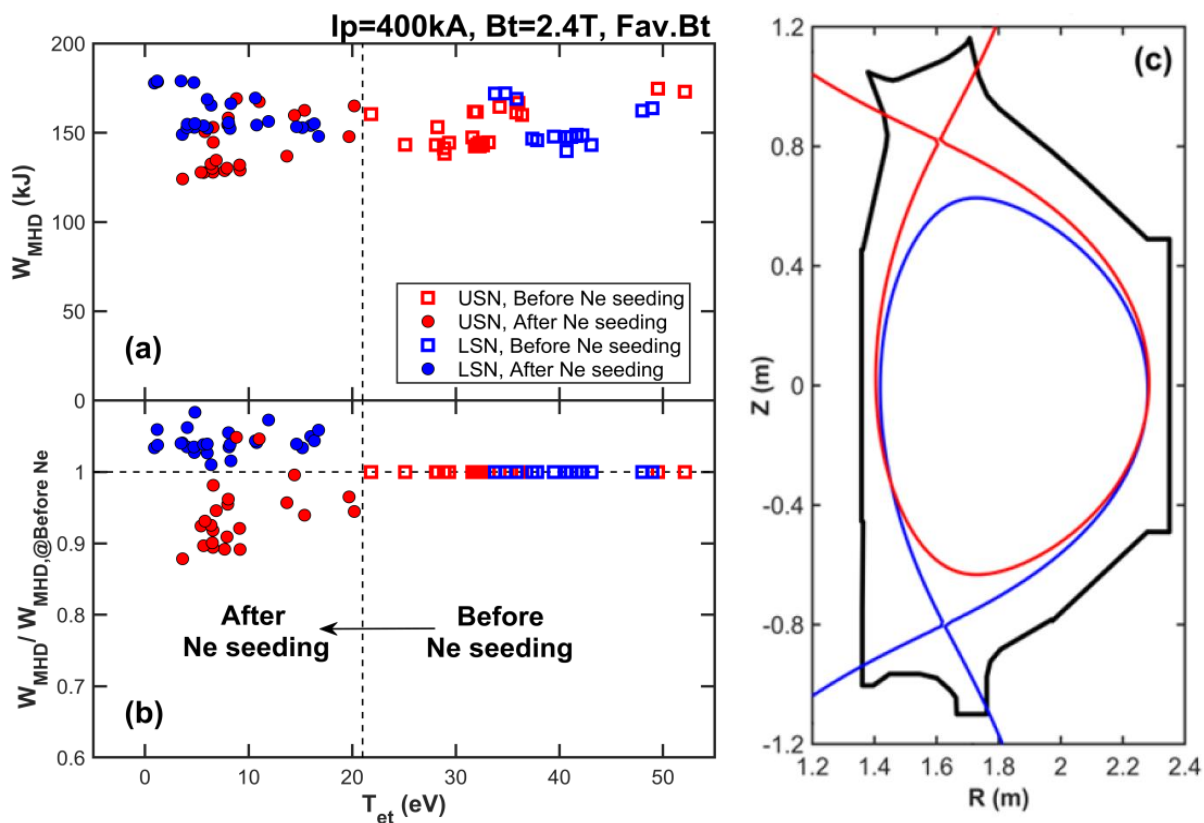 Ip=400kA, Bt=2.4T, Fav.Bt
200
150
100
50
0
W_MHD (kJ)
(a)
USN, Before Ne seeding
USN, After Ne seeding
LSN, Before Ne seeding
LSN, After Ne seeding
1
0.9
0.8
0.7
0.6
W_MHD/ W_MHD,@Before Ne
After
Ne seeding
Before
Ne seeding
(b)
0 10 20 30 40 50
T_et (eV)
1.2
0.8
0.4
0
-0.4
-0.8
-1.2
Z (m)
(c)
1.2 1.4 1.6 1.8 2 2.2 2.4
R (m)